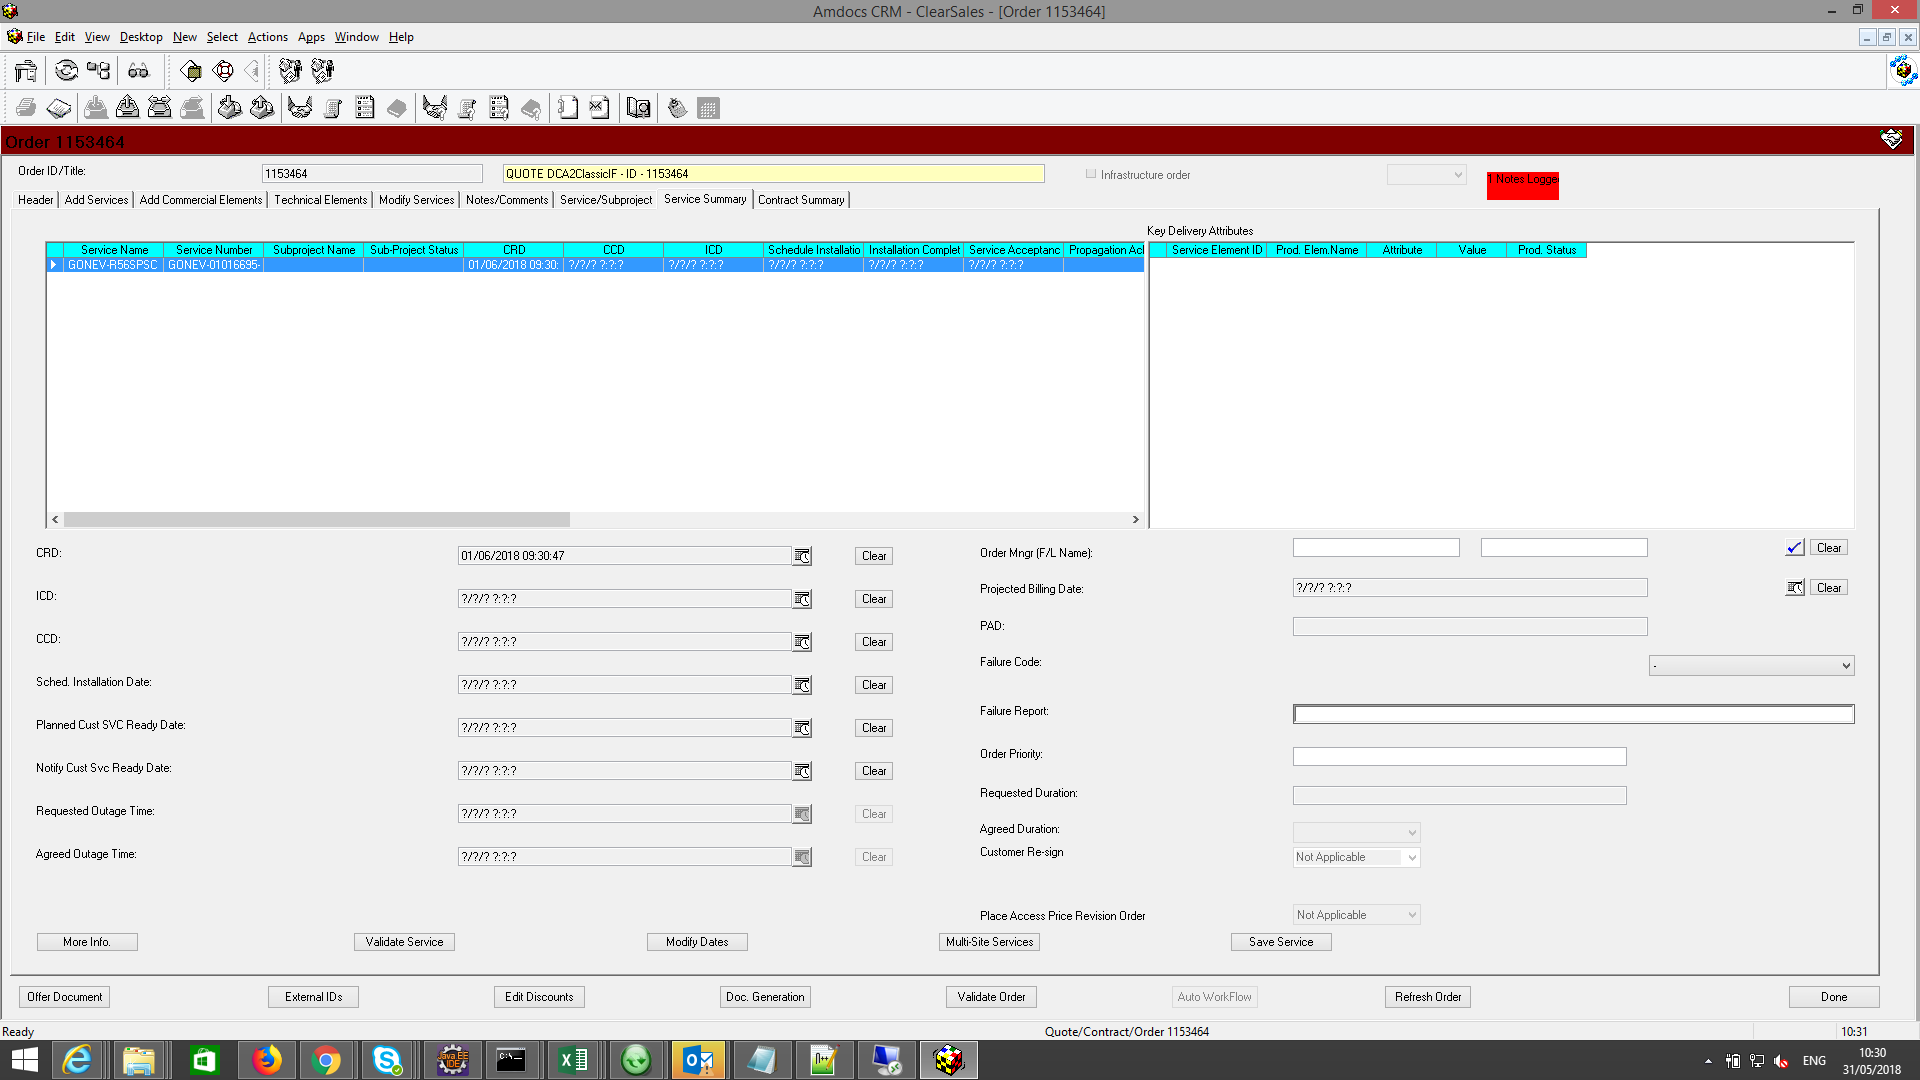 Amdocs CRM - ClearSales - [Order 1153464]
File Edit View Desktop New Select Actions Apps Window Help
Order 1153464
Order ID/Title: 1153464 QUOTE DCA2ClassicIF - ID - 1153464 Infrastructure order 1 Notes Logge
Header Add Services Add Commercial Elements Technical Elements Modify Services Notes/Comments Service/Subproject Service Summary Contract Summary
Key Delivery Attributes
Service Name Service Number Subproject Name Sub-Project Status CRD CCD ICD Schedule Installatio Installation Complet Service Acceptanc Propagation Acl Service Element ID Prod. Elem.Name Attribute Value Prod. Status
GONEV-R56SPSC GONEV-01016695- 01/06/2018 09:30: ?/?/? ?:?:? ?/?/? ?:?:? ?/?/? ?:?:? ?/?/? ?:?:? ?/?/? ?:?:?
CRD: 01/06/2018 09:30:47 Clear Order Mngr (F/L Name): Clear
ICD: ?/?/? ?:?:? Clear Projected Billing Date: ?/?/? ?:?:? Clear
CCD: ?/?/? ?:?:? Clear PAD:
Sched. Installation Date: ?/?/? ?:?:? Clear Failure Code: -
Planned Cust SVC Ready Date: ?/?/? ?:?:? Clear Failure Report:
Notify Cust Svc Ready Date: ?/?/? ?:?:? Clear Order Priority:
Requested Outage Time: ?/?/? ?:?:? Clear Requested Duration:
Agreed Outage Time: ?/?/? ?:?:? Clear Agreed Duration:
Customer Re-sign Not Applicable
Place Access Price Revision Order Not Applicable
More Info. Validate Service Modify Dates Multi-Site Services Save Service
Offer Document External IDs Edit Discounts Doc. Generation Validate Order Auto WorkFlow Refresh Order Done
Ready Quote/Contract/Order 1153464 10:31
ENG 10:30
31/05/2018